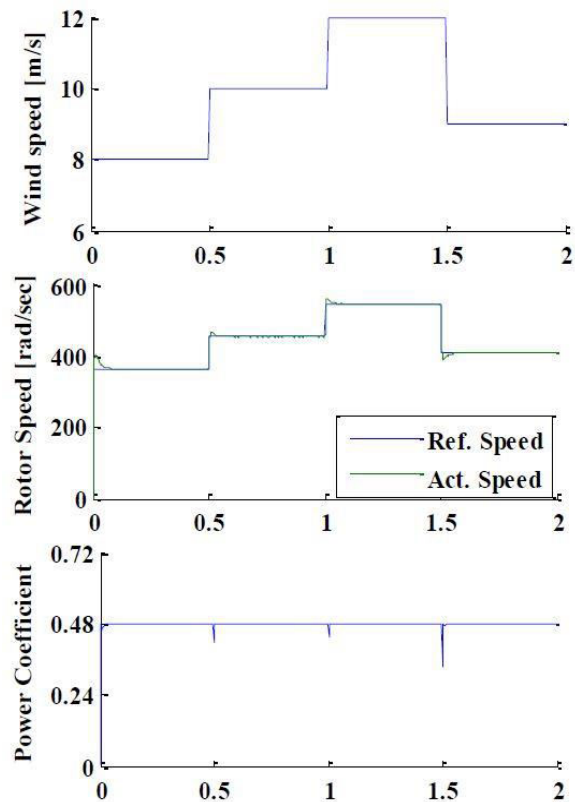 Wind speed [m/s]
12
10
8
6
0 0.5 1 1.5 2
Rotor Speed [rad/sec]
600
400
200
0
Ref. Speed
Act. Speed
0 0.5 1 1.5 2
Power Coefficient
0.72
0.48
0.24
0
0 0.5 1 1.5 2